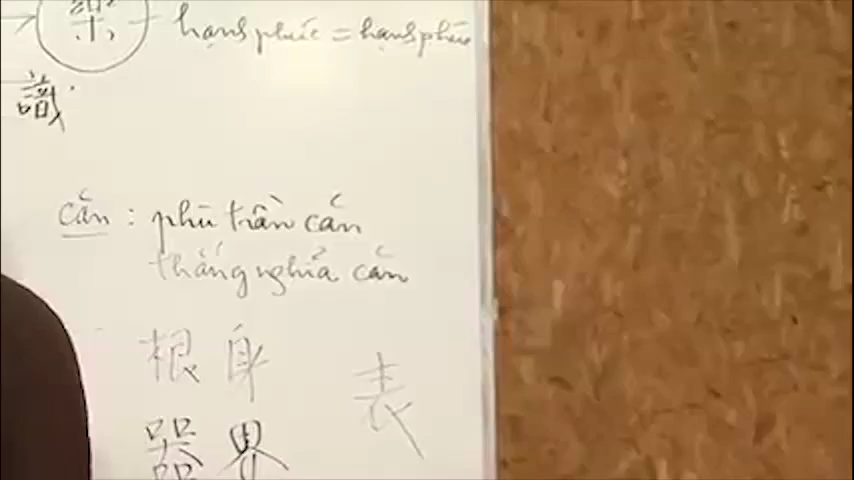 樂 hạnh phúc = hạnh phúc
識
căn : phù trần căn
thắng nghĩa căn
根身 表
器界